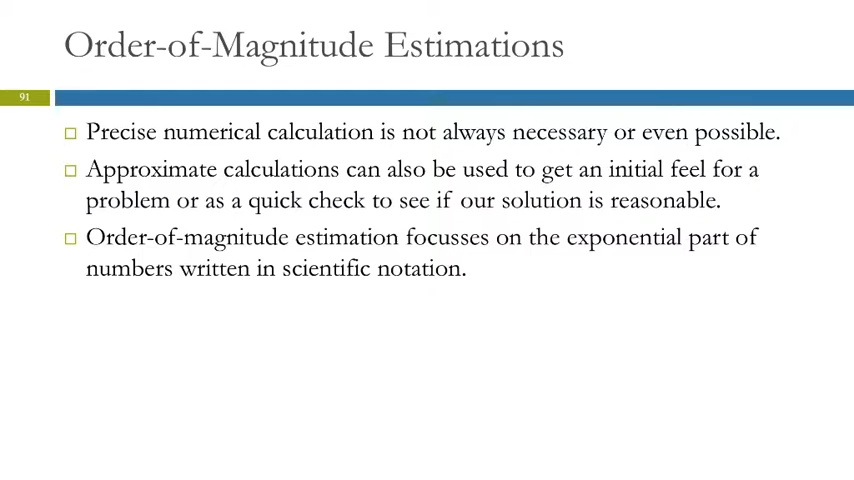 Order-of-Magnitude Estimations
91
Precise numerical calculation is not always necessary or even possible.
Approximate calculations can also be used to get an initial feel for a
problem or as a quick check to see if our solution is reasonable.
Order-of-magnitude estimation focusses on the exponential part of
numbers written in scientific notation.